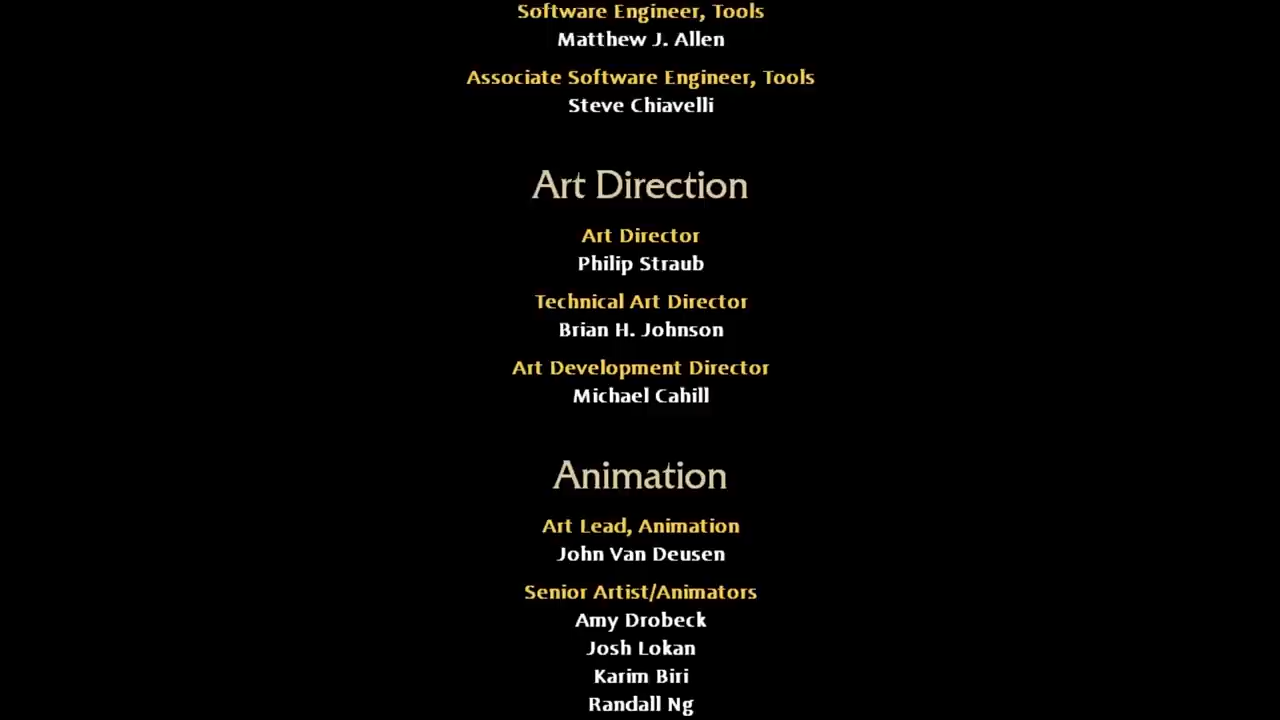 Software Engineer, Tools
Matthew J. Allen
Associate Software Engineer, Tools
Steve Chiavelli
Art Direction
Art Director
Philip Straub
Technical Art Director
Brian H. Johnson
Art Development Director
Michael Cahill
Animation
Art Lead, Animation
John Van Deusen
Senior Artist/Animators
Amy Drobeck
Josh Lokan
Karim Biri
Randall Ng